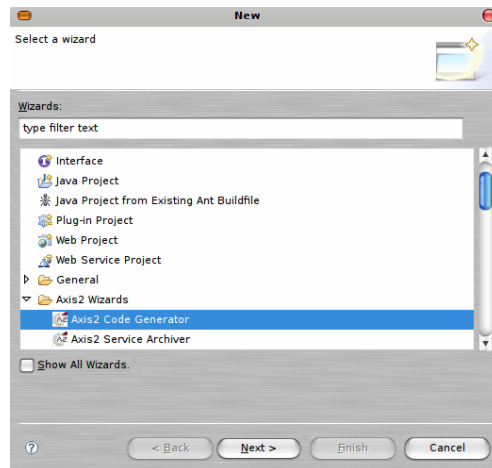 New
Select a wizard
Wizards:
type filter text
Interface
Java Project
Java Project from Existing Ant Buildfile
Plug-in Project
Web Project
Web Service Project
General
Axis2 Wizards
Axis2 Code Generator
Axis2 Service Archiver
Show All Wizards.
? < Back Next > Finish Cancel